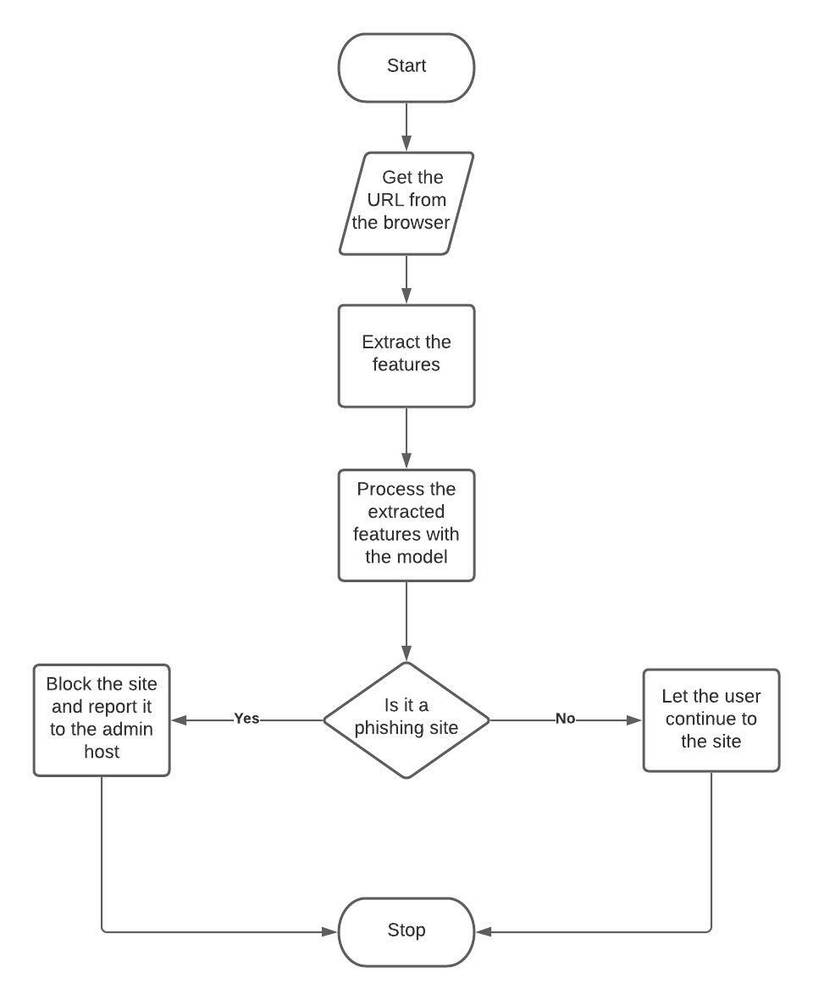 Start
Get the
URL from
the browser
Extract the
features
Process the
extracted
features with
the model
Is it a
phishing site
Yes
No
Block the site
and report it
to the admin
host
Let the user
continue to
the site
Stop